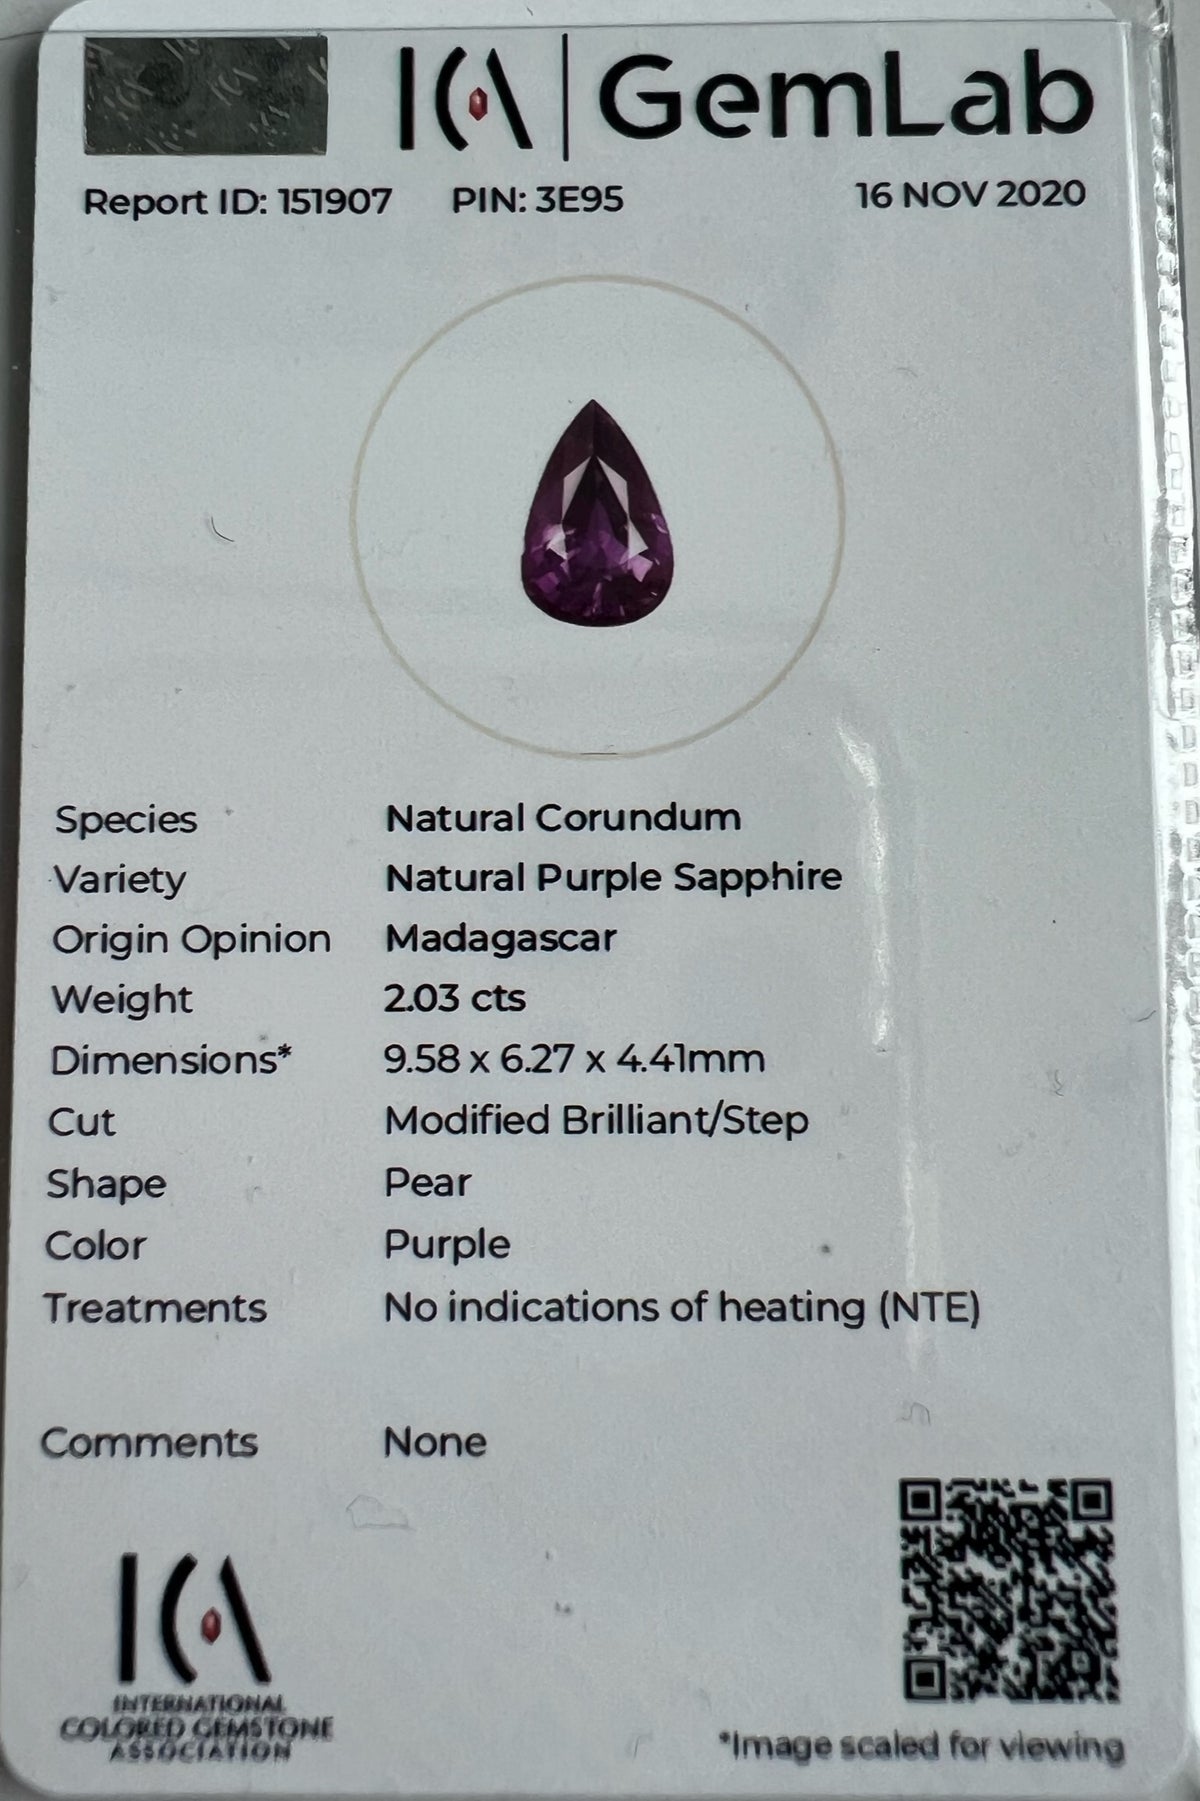 ICA | GemLab
Report ID: 151907 PIN: 3E95 16 NOV 2020
Species Natural Corundum
Variety Natural Purple Sapphire
Origin Opinion Madagascar
Weight 2.03 cts
Dimensions* 9.58 x 6.27 x 4.41mm
Cut Modified Brilliant/Step
Shape Pear
Color Purple
Treatments No indications of heating (NTE)
Comments None
ICA
INTERNATIONAL
COLORED GEMSTONE
ASSOCIATION
*Image scaled for viewing